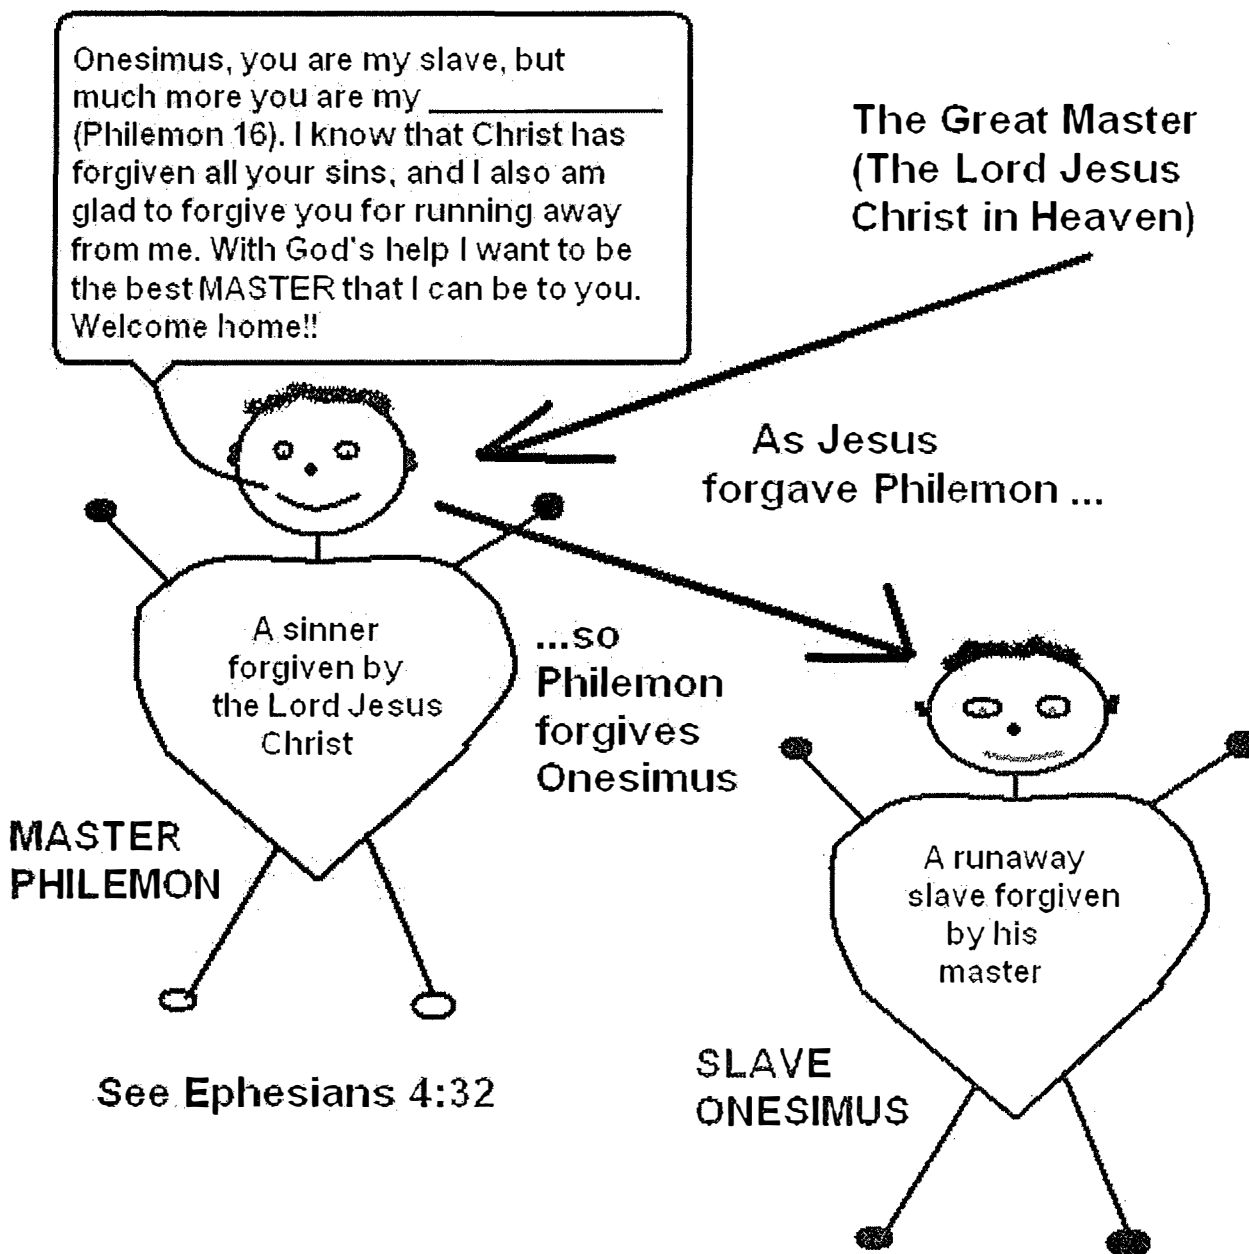 Onesimus, you are my slave, but
much more you are my ______________
(Philemon 16). I know that Christ has
forgiven all your sins, and I also am
glad to forgive you for running away
from me. With God's help I want to be
the best MASTER that I can be to you.
Welcome home!!
The Great Master
(The Lord Jesus
Christ in Heaven)
As Jesus
forgave Philemon ...
...so
Philemon
forgives
Onesimus
A sinner
forgiven by
the Lord Jesus
Christ
MASTER
PHILEMON
A runaway
slave forgiven
by his
master
SLAVE
ONESIMUS
See Ephesians 4:32